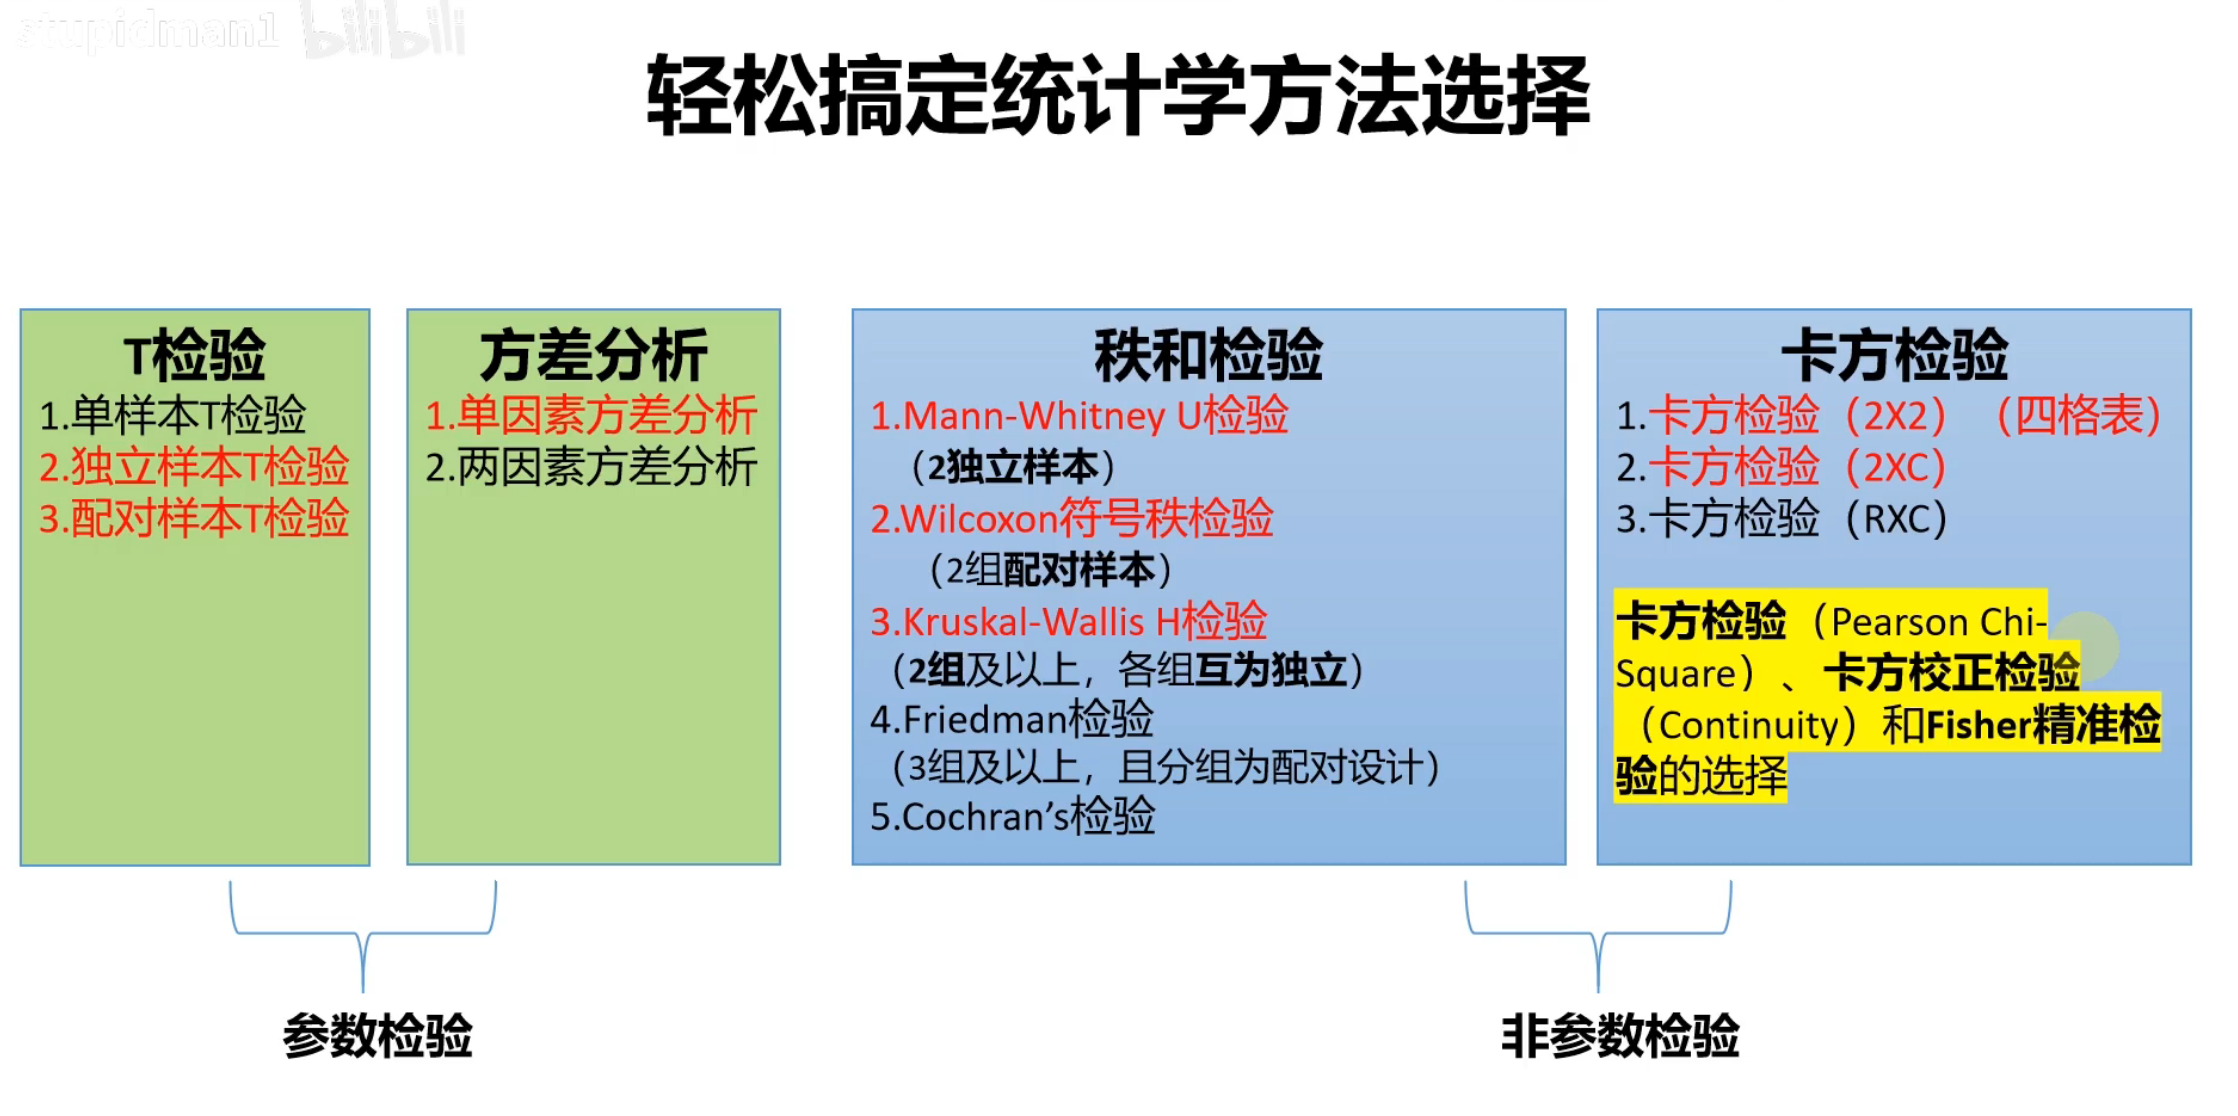 stupidman1 bilibili
轻松搞定统计学方法选择
T检验
1.单样本T检验
2.独立样本T检验
3.配对样本T检验
方差分析
1.单因素方差分析
2.两因素方差分析
秩和检验
1.Mann-Whitney U检验
（2独立样本）
2.Wilcoxon符号秩检验
（2组配对样本）
3.Kruskal-Wallis H检验
（2组及以上，各组互为独立）
4.Friedman检验
（3组及以上，且分组为配对设计）
5.Cochran’s检验
卡方检验
1.卡方检验（2X2）（四格表）
2.卡方检验（2XC）
3.卡方检验（RXC）
卡方检验（Pearson Chi-
Square）、卡方校正检验
（Continuity）和Fisher精准检
验的选择
参数检验
非参数检验